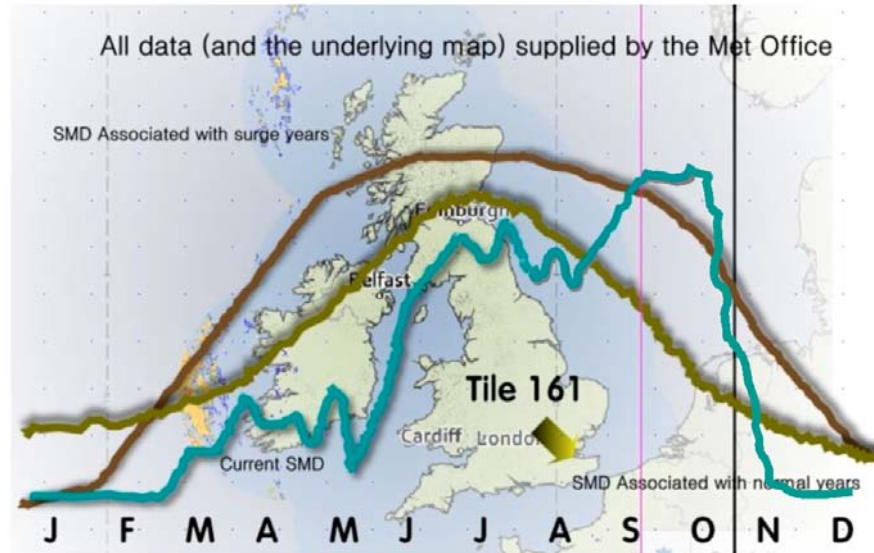 All data (and the underlying map) supplied by the Met Office
SMD Associated with surge years
Edinburgh
Belfast
Tile 161
Cardiff London
Current SMD
SMD Associated with normal years
J F M A M J J A S O N D